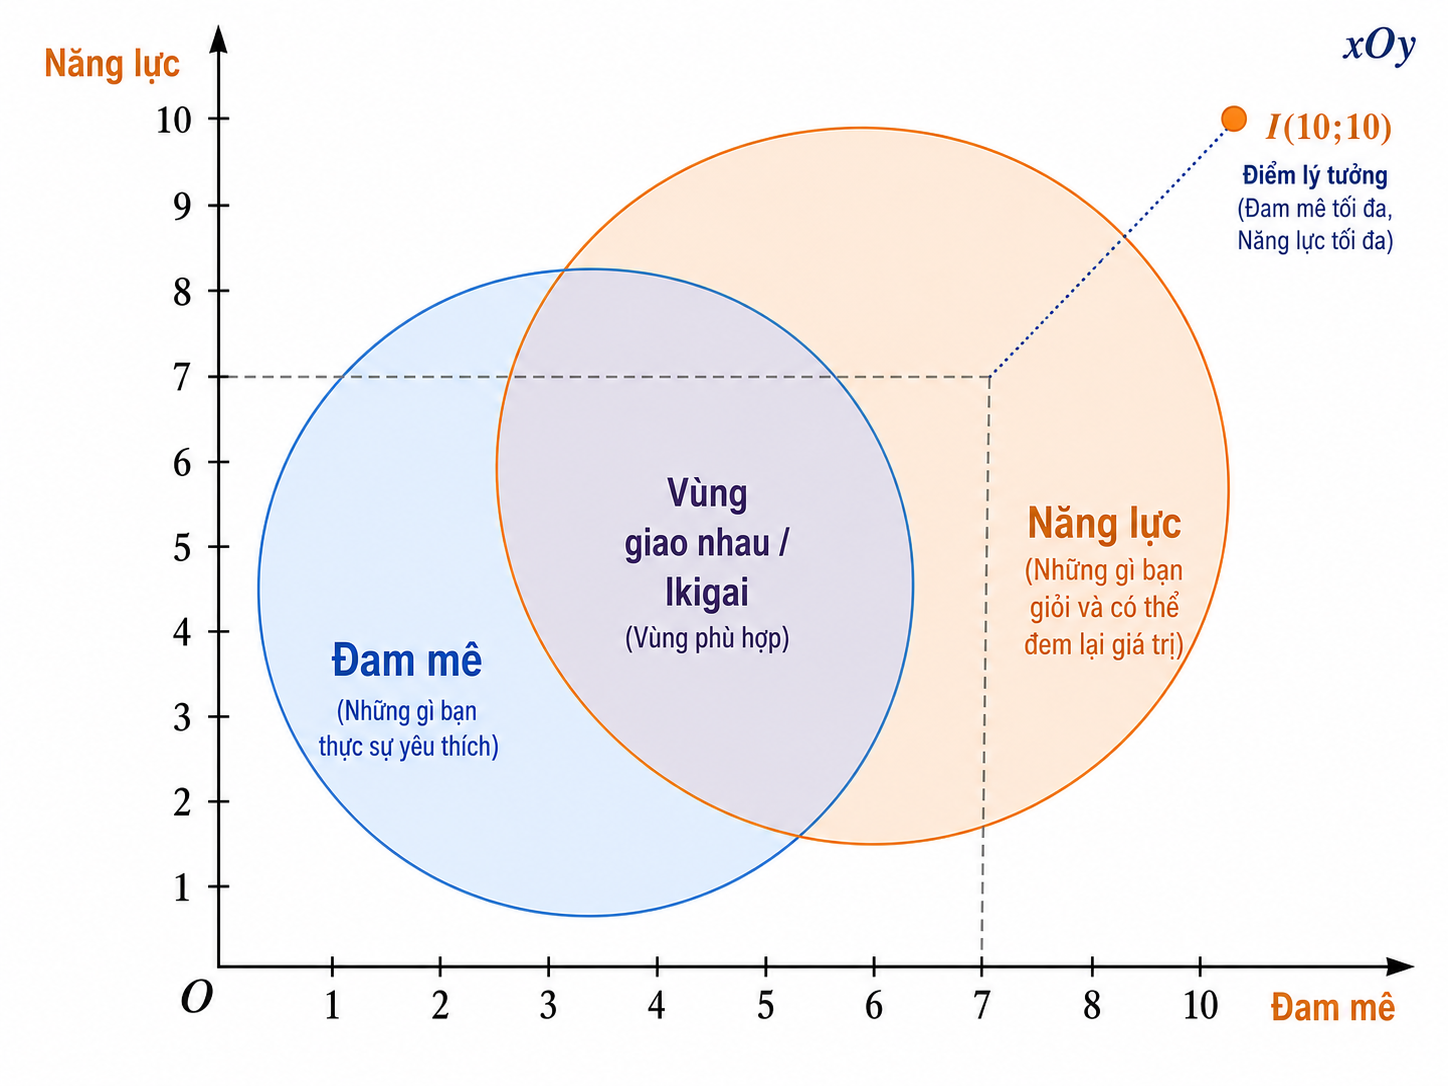 xOy
Năng lực
10
9
8
7
6
5
4
3
2
1
I(10;10)
Điểm lý tưởng
(Đam mê tối đa,
Năng lực tối đa)
Vùng
giao nhau /
Ikigai
(Vùng phù hợp)
Năng lực
(Những gì bạn
giỏi và có thể
đem lại giá trị)
Đam mê
(Những gì bạn
thực sự yêu thích)
O
1 2 3 4 5 6 7 8 10
Đam mê